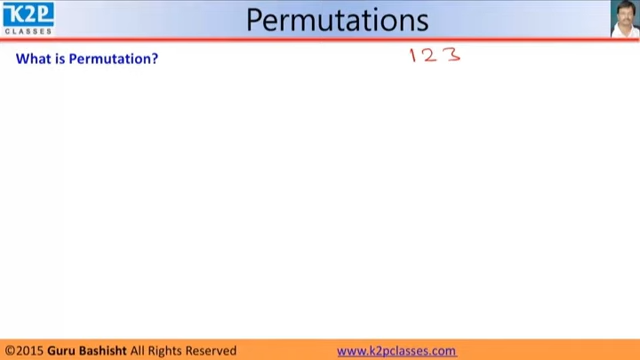 K2P
CLASSES
Permutations
What is Permutation?
1 2 3
©2015 Guru Bashisht All Rights Reserved
www.k2pclasses.com